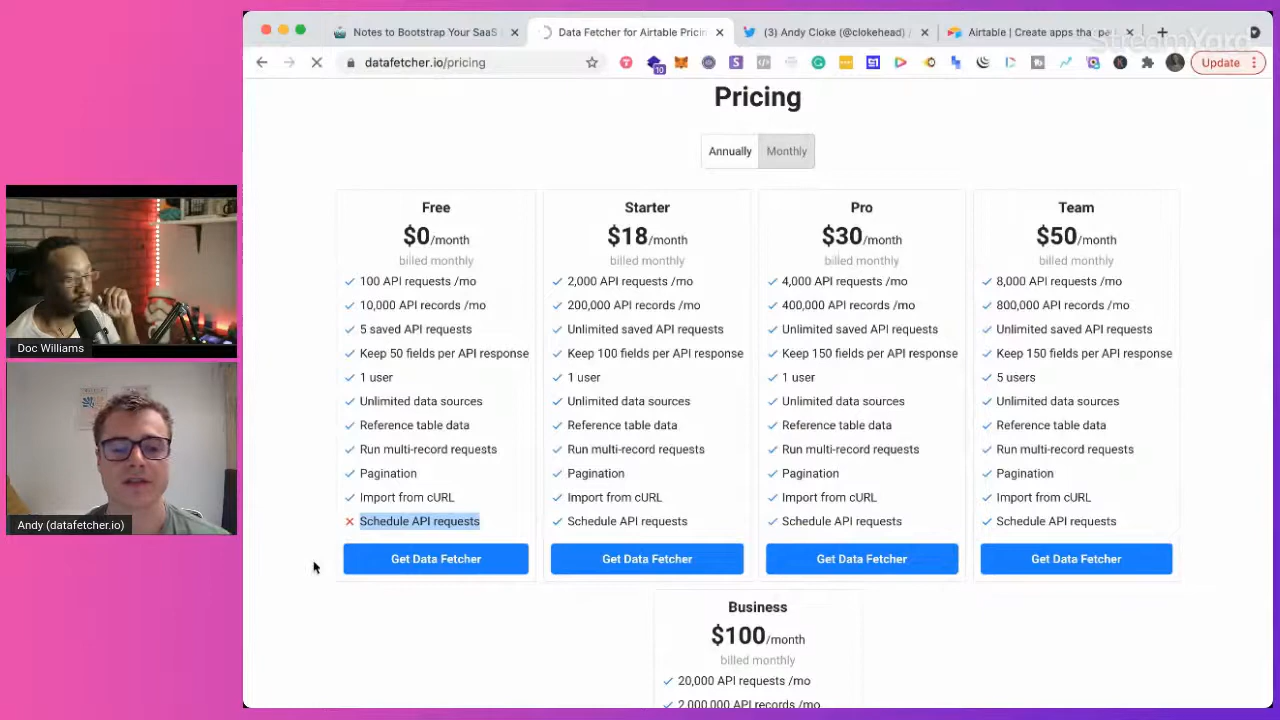 Notes to Bootstrap Your SaaS
Data Fetcher for Airtable Pricin
(3) Andy Cloke (@clokehead) /
Airtable | Create apps tha
StreamYard
datafetcher.io/pricing
10
Update
Pricing
Annually
Monthly
Free
$0/month
billed monthly
100 API requests /mo
10,000 API records /mo
5 saved API requests
Keep 50 fields per API response
1 user
Unlimited data sources
Reference table data
Run multi-record requests
Pagination
Import from cURL
Schedule API requests
Get Data Fetcher
Starter
$18/month
billed monthly
2,000 API requests /mo
200,000 API records /mo
Unlimited saved API requests
Keep 100 fields per API response
1 user
Unlimited data sources
Reference table data
Run multi-record requests
Pagination
Import from cURL
Schedule API requests
Get Data Fetcher
Pro
$30/month
billed monthly
4,000 API requests /mo
400,000 API records /mo
Unlimited saved API requests
Keep 150 fields per API response
1 user
Unlimited data sources
Reference table data
Run multi-record requests
Pagination
Import from cURL
Schedule API requests
Get Data Fetcher
Team
$50/month
billed monthly
8,000 API requests /mo
800,000 API records /mo
Unlimited saved API requests
Keep 150 fields per API response
5 users
Unlimited data sources
Reference table data
Run multi-record requests
Pagination
Import from cURL
Schedule API requests
Get Data Fetcher
Business
$100/month
billed monthly
20,000 API requests /mo
2,000,000 API records /mo
Doc Williams
Andy (datafetcher.io)